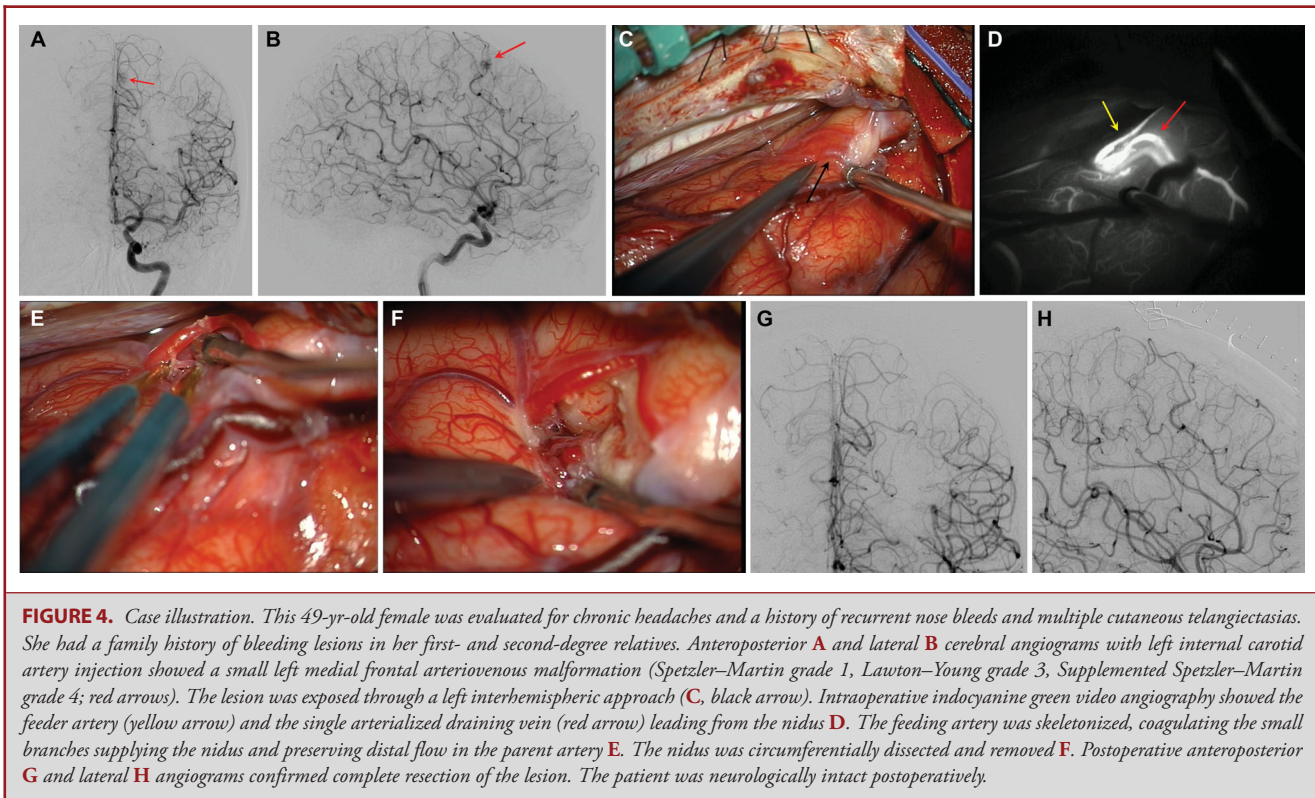 A
B
C
D
E
F
G
H
FIGURE 4. Case illustration. This 49-yr-old female was evaluated for chronic headaches and a history of recurrent nose bleeds and multiple cutaneous telangiectasias.
She had a family history of bleeding lesions in her first- and second-degree relatives. Anteroposterior A and lateral B cerebral angiograms with left internal carotid
artery injection showed a small left medial frontal arteriovenous malformation (Spetzler–Martin grade 1, Lawton–Young grade 3, Supplemented Spetzler–Martin
grade 4; red arrows). The lesion was exposed through a left interhemispheric approach (C, black arrow). Intraoperative indocyanine green video angiography showed the
feeder artery (yellow arrow) and the single arterialized draining vein (red arrow) leading from the nidus D. The feeding artery was skeletonized, coagulating the small
branches supplying the nidus and preserving distal flow in the parent artery E. The nidus was circumferentially dissected and removed F. Postoperative anteroposterior
G and lateral H angiograms confirmed complete resection of the lesion. The patient was neurologically intact postoperatively.